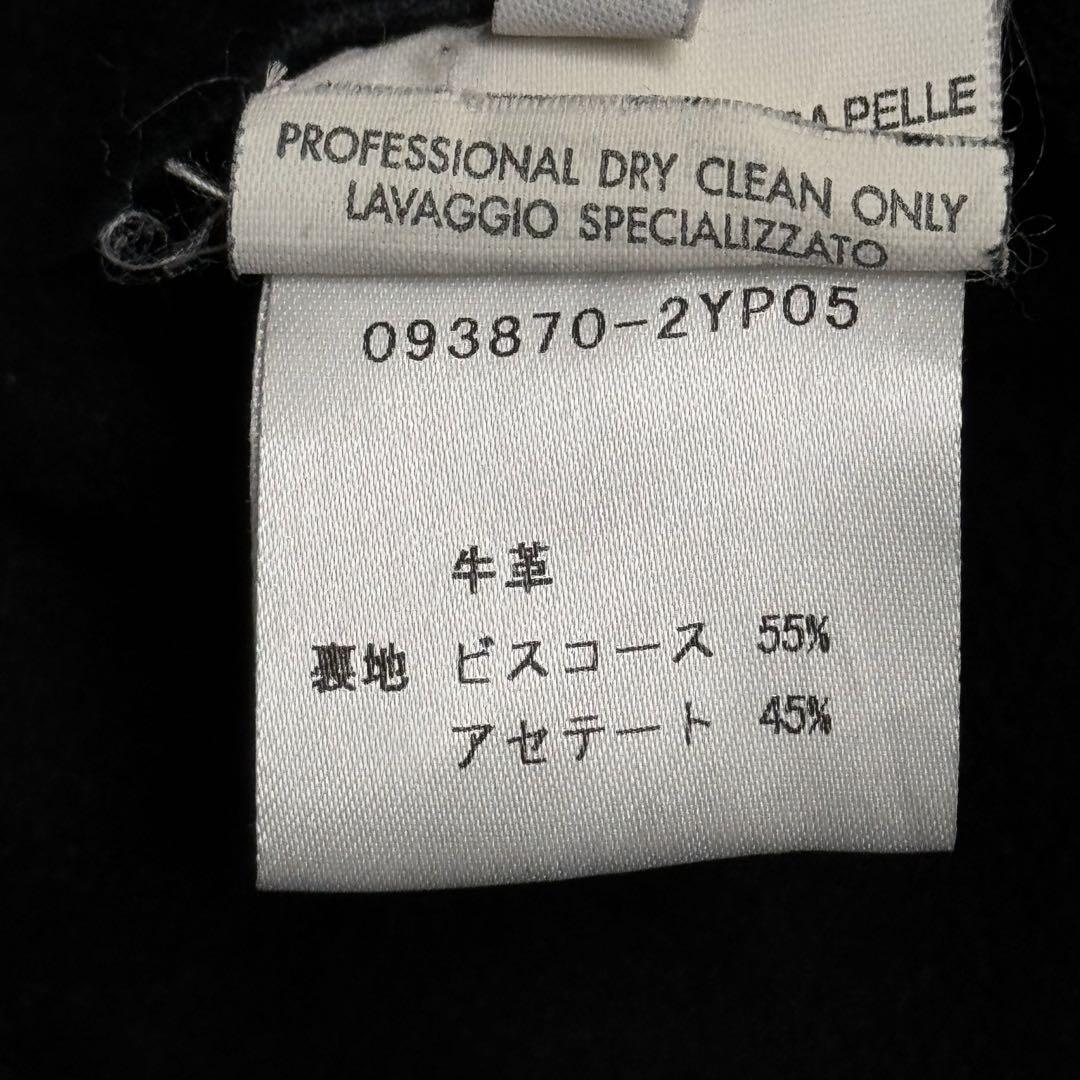 PELLE
PROFESSIONAL DRY CLEAN ONLY
LAVAGGIO SPECIALIZZATO
093870-2YP05
牛革
裏地 ビスコース 55%
アセテート 45%